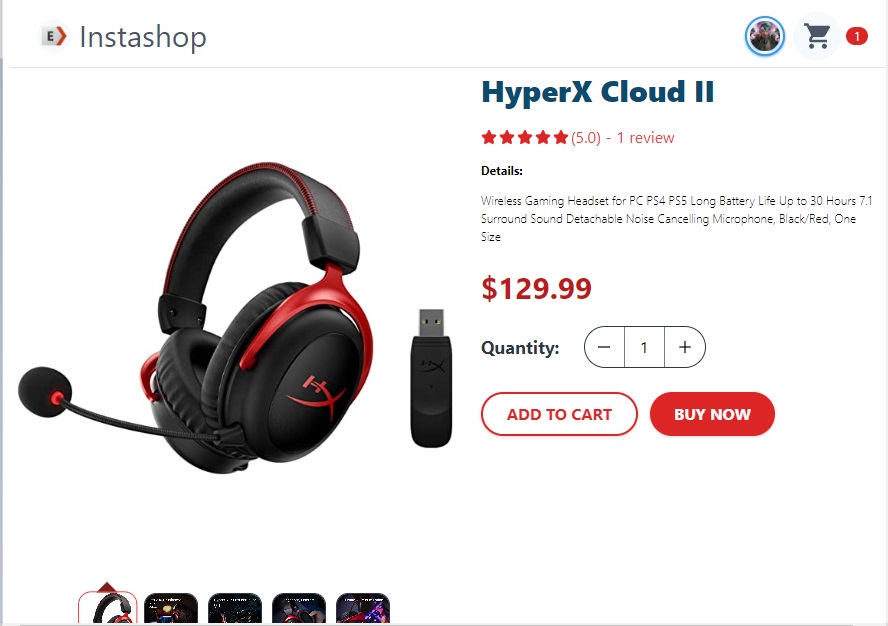 E Instashop
1
HyperX Cloud II
(5.0) - 1 review
Details:
Wireless Gaming Headset for PC PS4 PS5 Long Battery Life Up to 30 Hours 7.1
Surround Sound Detachable Noise Cancelling Microphone, Black/Red, One
Size
$129.99
Quantity: − 1 +
ADD TO CART BUY NOW